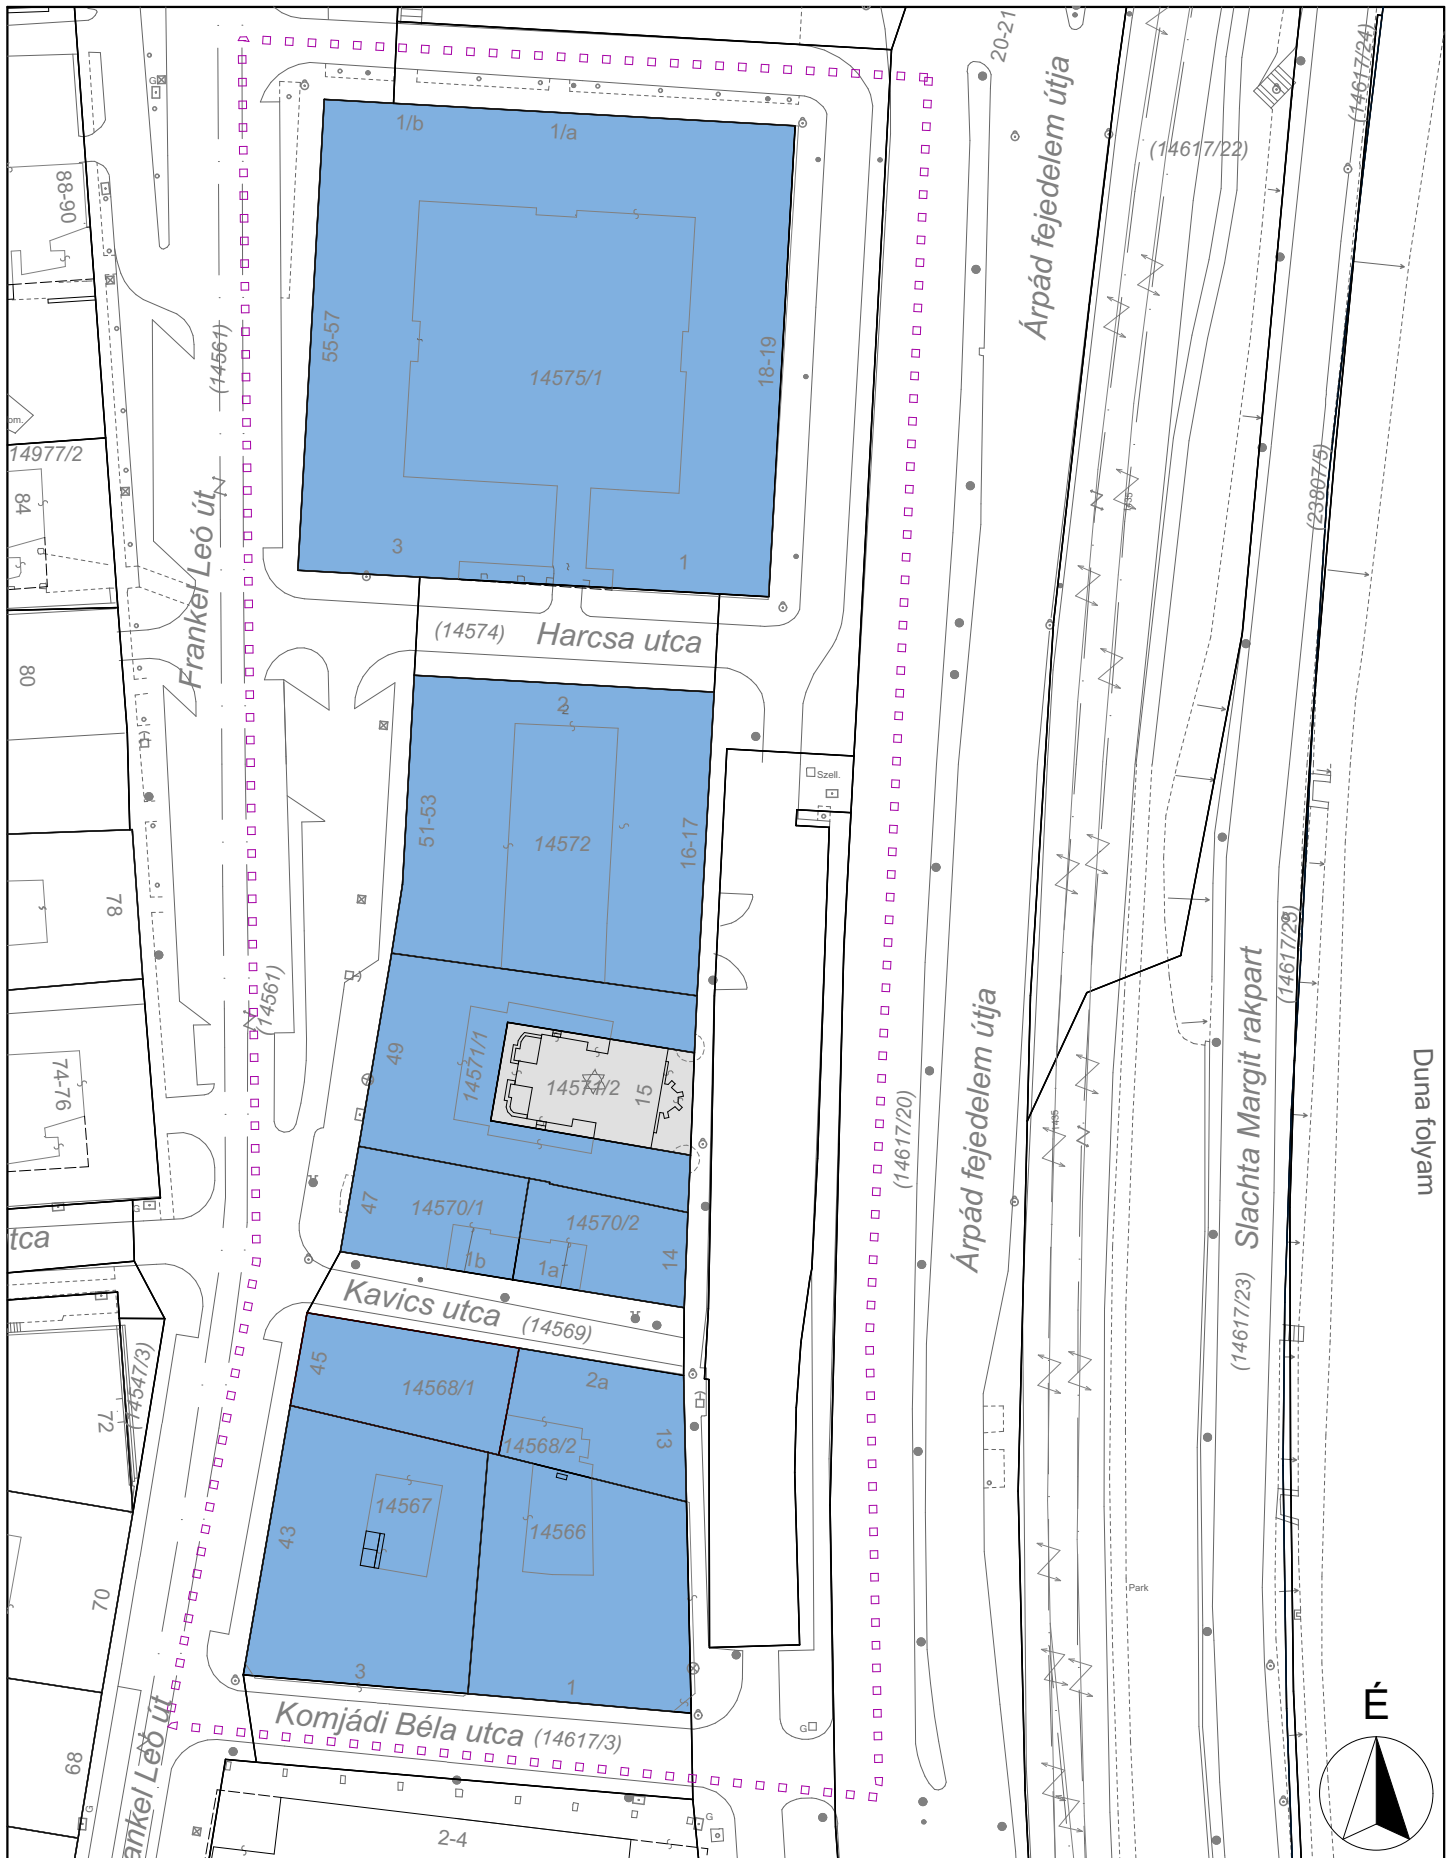 20-21
(14617/24)
G
1/b
1/a
Árpád fejedelem útja
(14617/22)
88-90
55-57
(14561)
18-19
14575/1
om.
14977/2
84
Frankel Leó út
(23807/5)
1435
3
1
(14574)
Harcsa utca
80
2
2
Szell.
51-53
16-17
14572
78
(14561)
(14617/23)
Slachta Margit rakpart
Árpád fejedelem útja
49
14571/1
14571/2
15
74-76
Duna folyam
(14617/20)
1435
47
14570/1
14570/2
G
tca
1b
1a
14
Kavics utca
(14569)
(14617/23)
45
14568/1
2a
(14547/3)
72
13
14568/2
14567
14566
43
70
Park
3
1
É
Komjádi Béla utca
(14617/3)
G
68
ankel Leó út
G
G
2-4